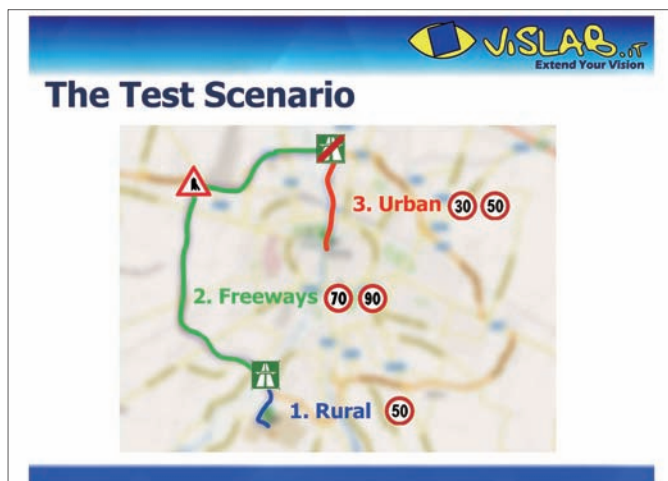 VISLAB.IT
Extend Your Vision
The Test Scenario
3. Urban 30 50
2. Freeways 70 90
1. Rural 50